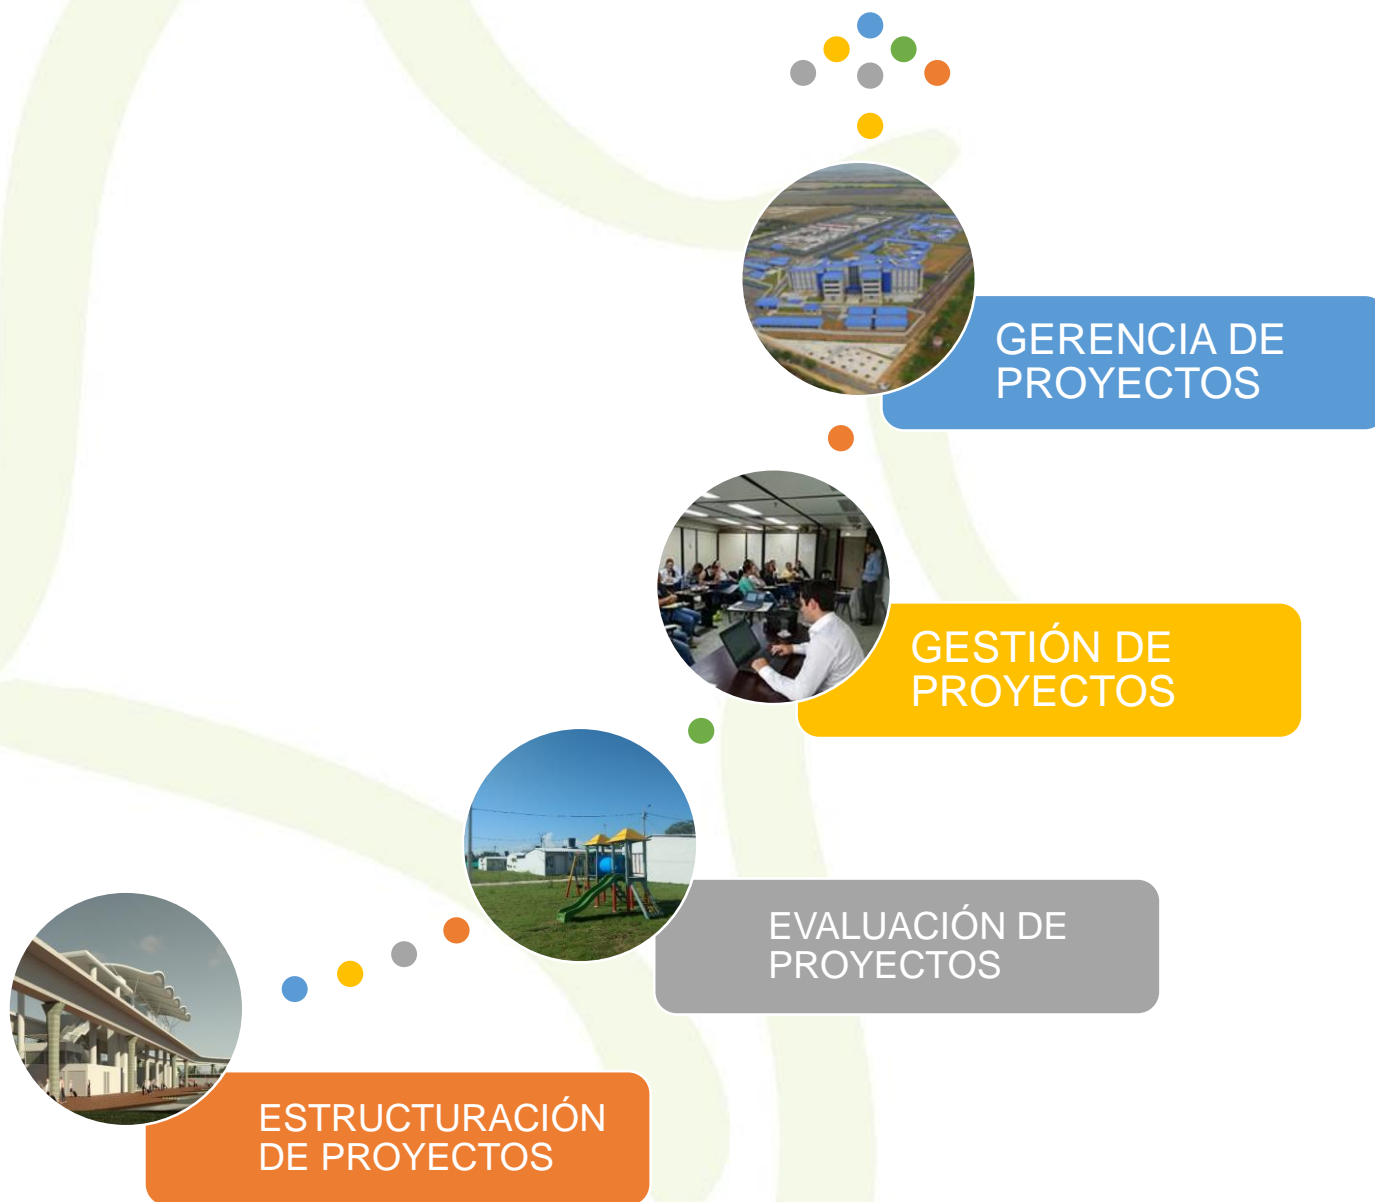 GERENCIA DE
PROYECTOS
GESTIÓN DE
PROYECTOS
EVALUACIÓN DE
PROYECTOS
ESTRUCTURACIÓN
DE PROYECTOS